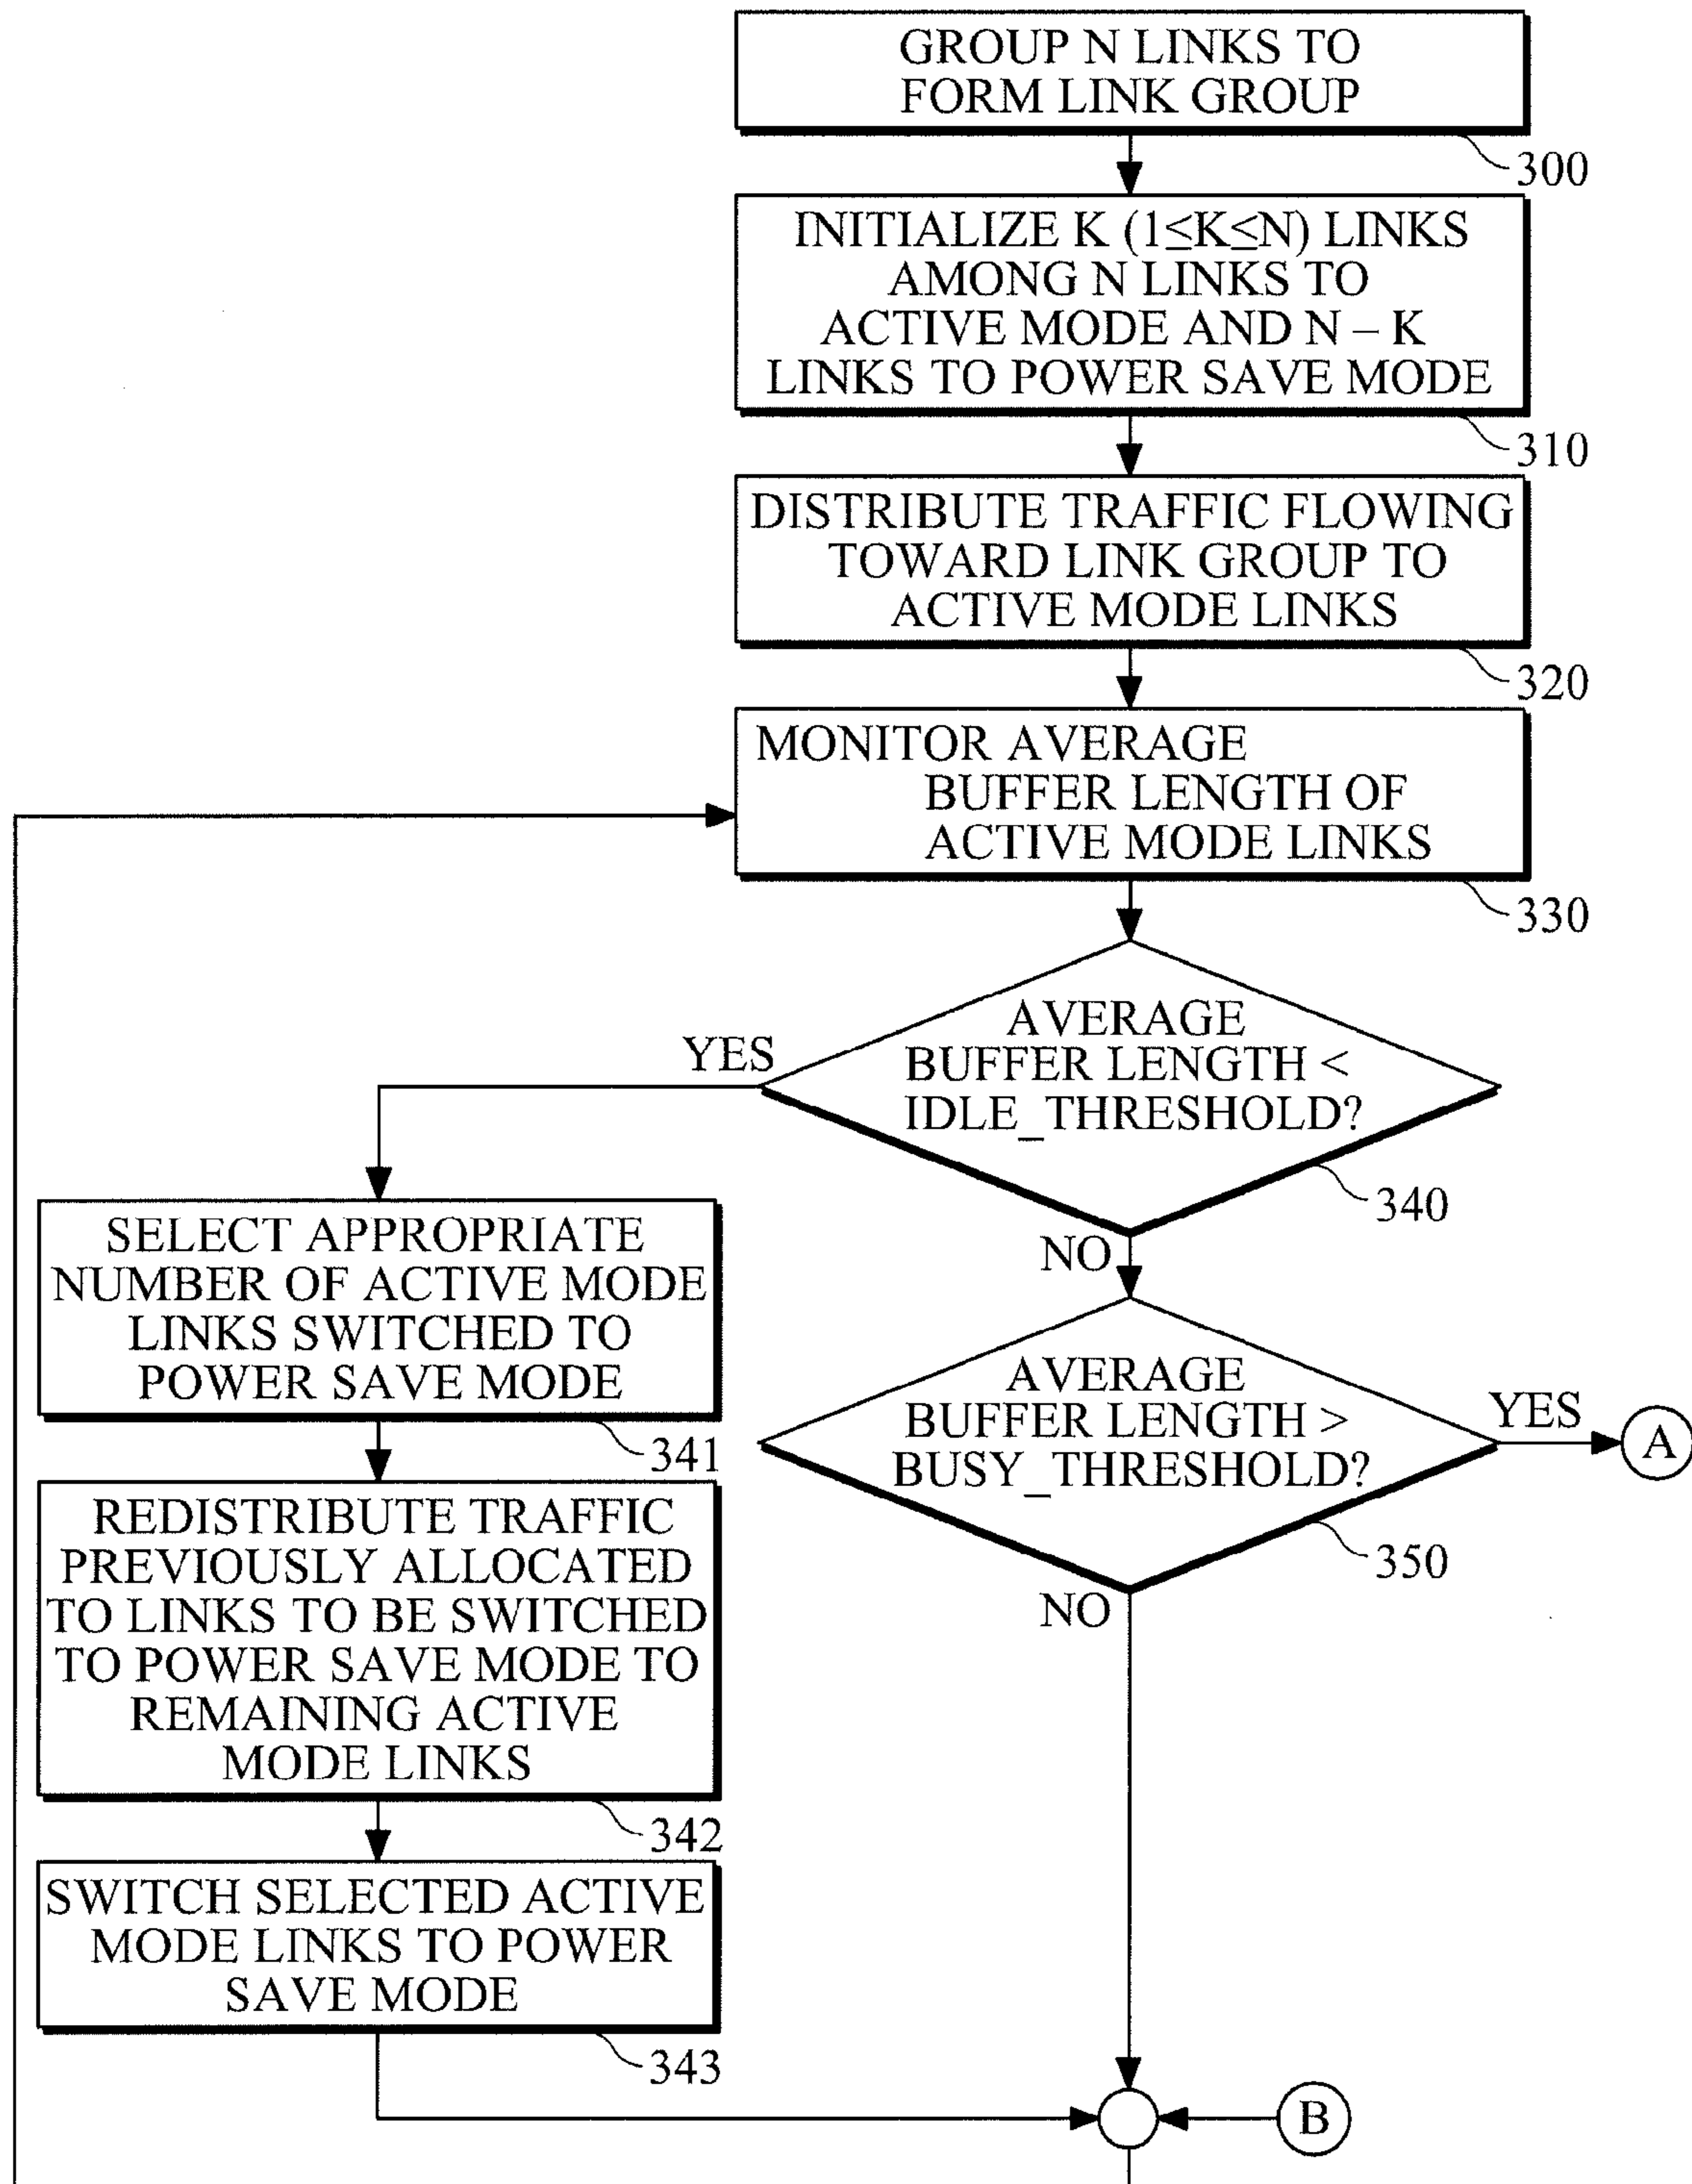 GROUP N LINKS TO
FORM LINK GROUP
300
INITIALIZE K (1≤K≤N) LINKS
AMONG N LINKS TO
ACTIVE MODE AND N – K
LINKS TO POWER SAVE MODE
310
DISTRIBUTE TRAFFIC FLOWING
TOWARD LINK GROUP TO
ACTIVE MODE LINKS
320
MONITOR AVERAGE
BUFFER LENGTH OF
ACTIVE MODE LINKS
330
AVERAGE
BUFFER LENGTH <
IDLE_THRESHOLD?
340
YES
NO
SELECT APPROPRIATE
NUMBER OF ACTIVE MODE
LINKS SWITCHED TO
POWER SAVE MODE
341
AVERAGE
BUFFER LENGTH >
BUSY_THRESHOLD?
350
YES
A
NO
REDISTRIBUTE TRAFFIC
PREVIOUSLY ALLOCATED
TO LINKS TO BE SWITCHED
TO POWER SAVE MODE TO
REMAINING ACTIVE
MODE LINKS
342
SWITCH SELECTED ACTIVE
MODE LINKS TO POWER
SAVE MODE
343
B